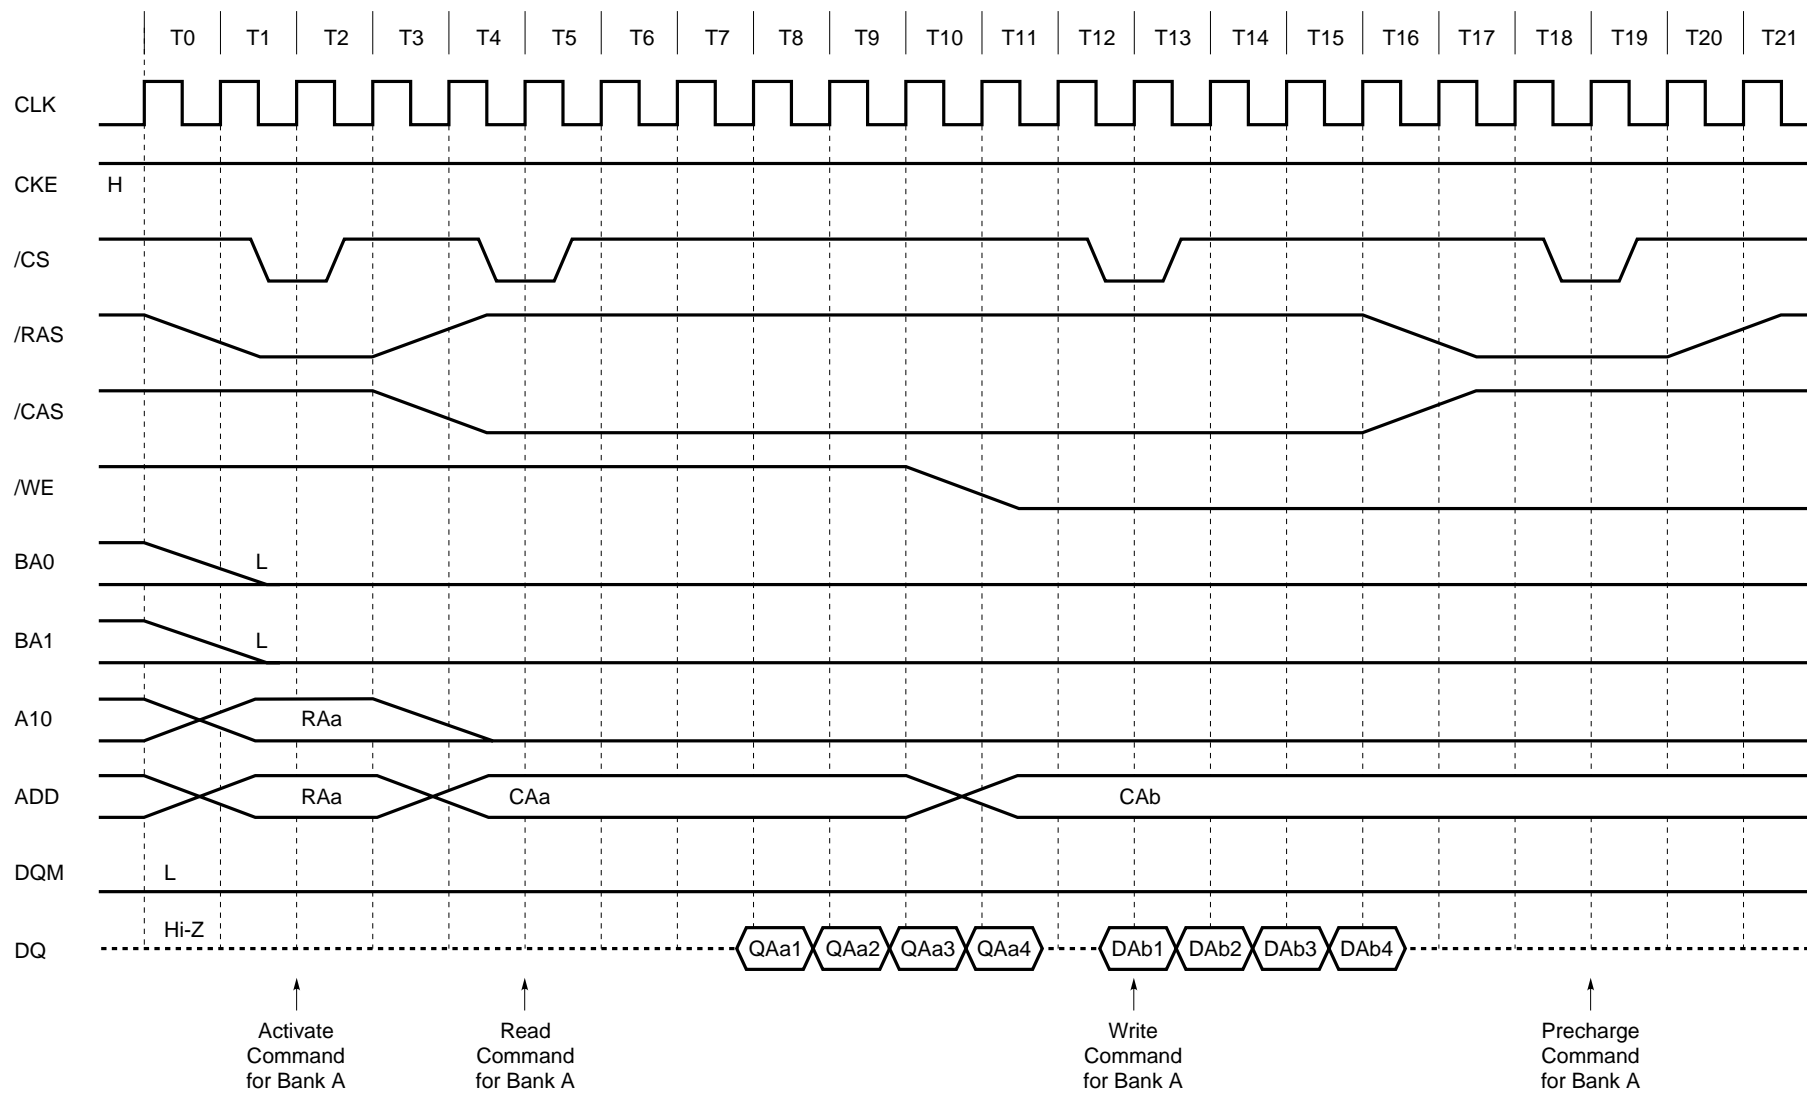 T0 T1 T2 T3 T4 T5 T6 T7 T8 T9 T10 T11 T12 T13 T14 T15 T16 T17 T18 T19 T20 T21
CLK
CKE H
/CS
/RAS
/CAS
/WE
BA0 L
BA1 L
A10 RAa
ADD RAa CAa CAb
DQM L
Hi-Z
DQ QAa1 QAa2 QAa3 QAa4 DAb1 DAb2 DAb3 DAb4
Activate Read Write Precharge
Command Command Command Command
for Bank A for Bank A for Bank A for Bank A